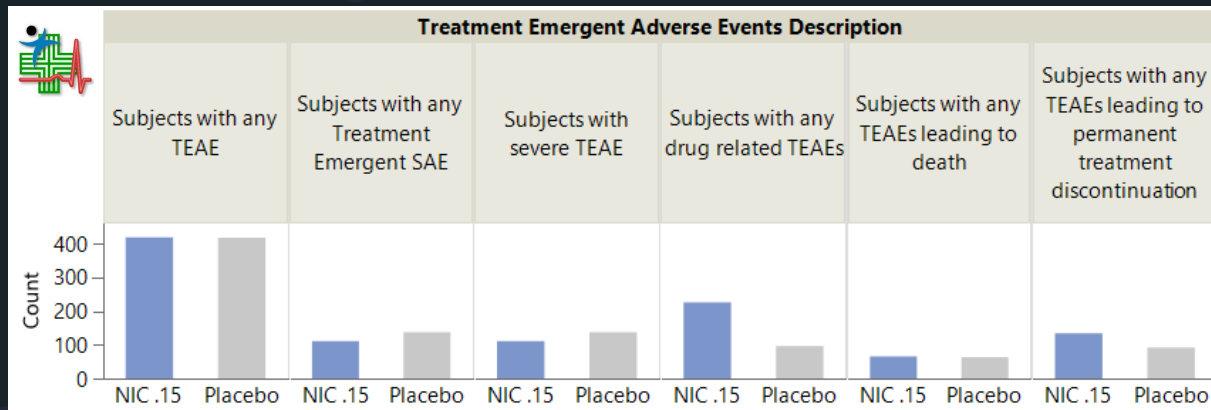 Treatment Emergent Adverse Events Description
Subjects with any
TEAE
Subjects with any
Treatment
Emergent SAE
Subjects with
severe TEAE
Subjects with any
drug related TEAEs
Subjects with any
TEAEs leading to
death
Subjects with any
TEAEs leading to
permanent
treatment
discontinuation
Count
400
300
200
100
0
NIC .15 Placebo NIC .15 Placebo NIC .15 Placebo NIC .15 Placebo NIC .15 Placebo NIC .15 Placebo